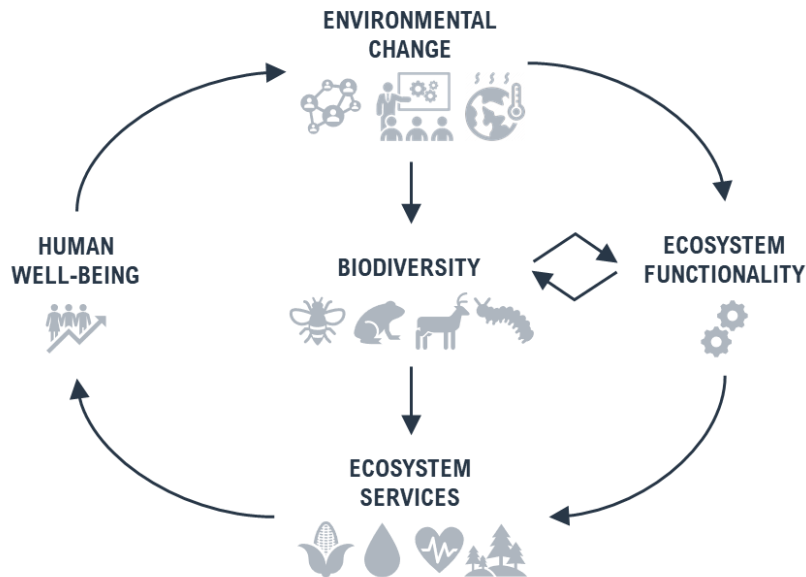 ENVIRONMENTAL
CHANGE
HUMAN
WELL-BEING
BIODIVERSITY
ECOSYSTEM
FUNCTIONALITY
ECOSYSTEM
SERVICES